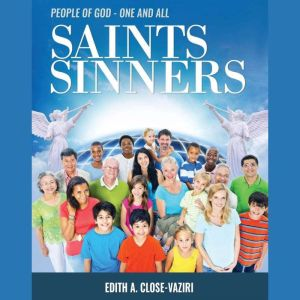 PEOPLE OF GOD - ONE AND ALL
SAINTS
SINNERS
EDITH A. CLOSE-VAZIRI